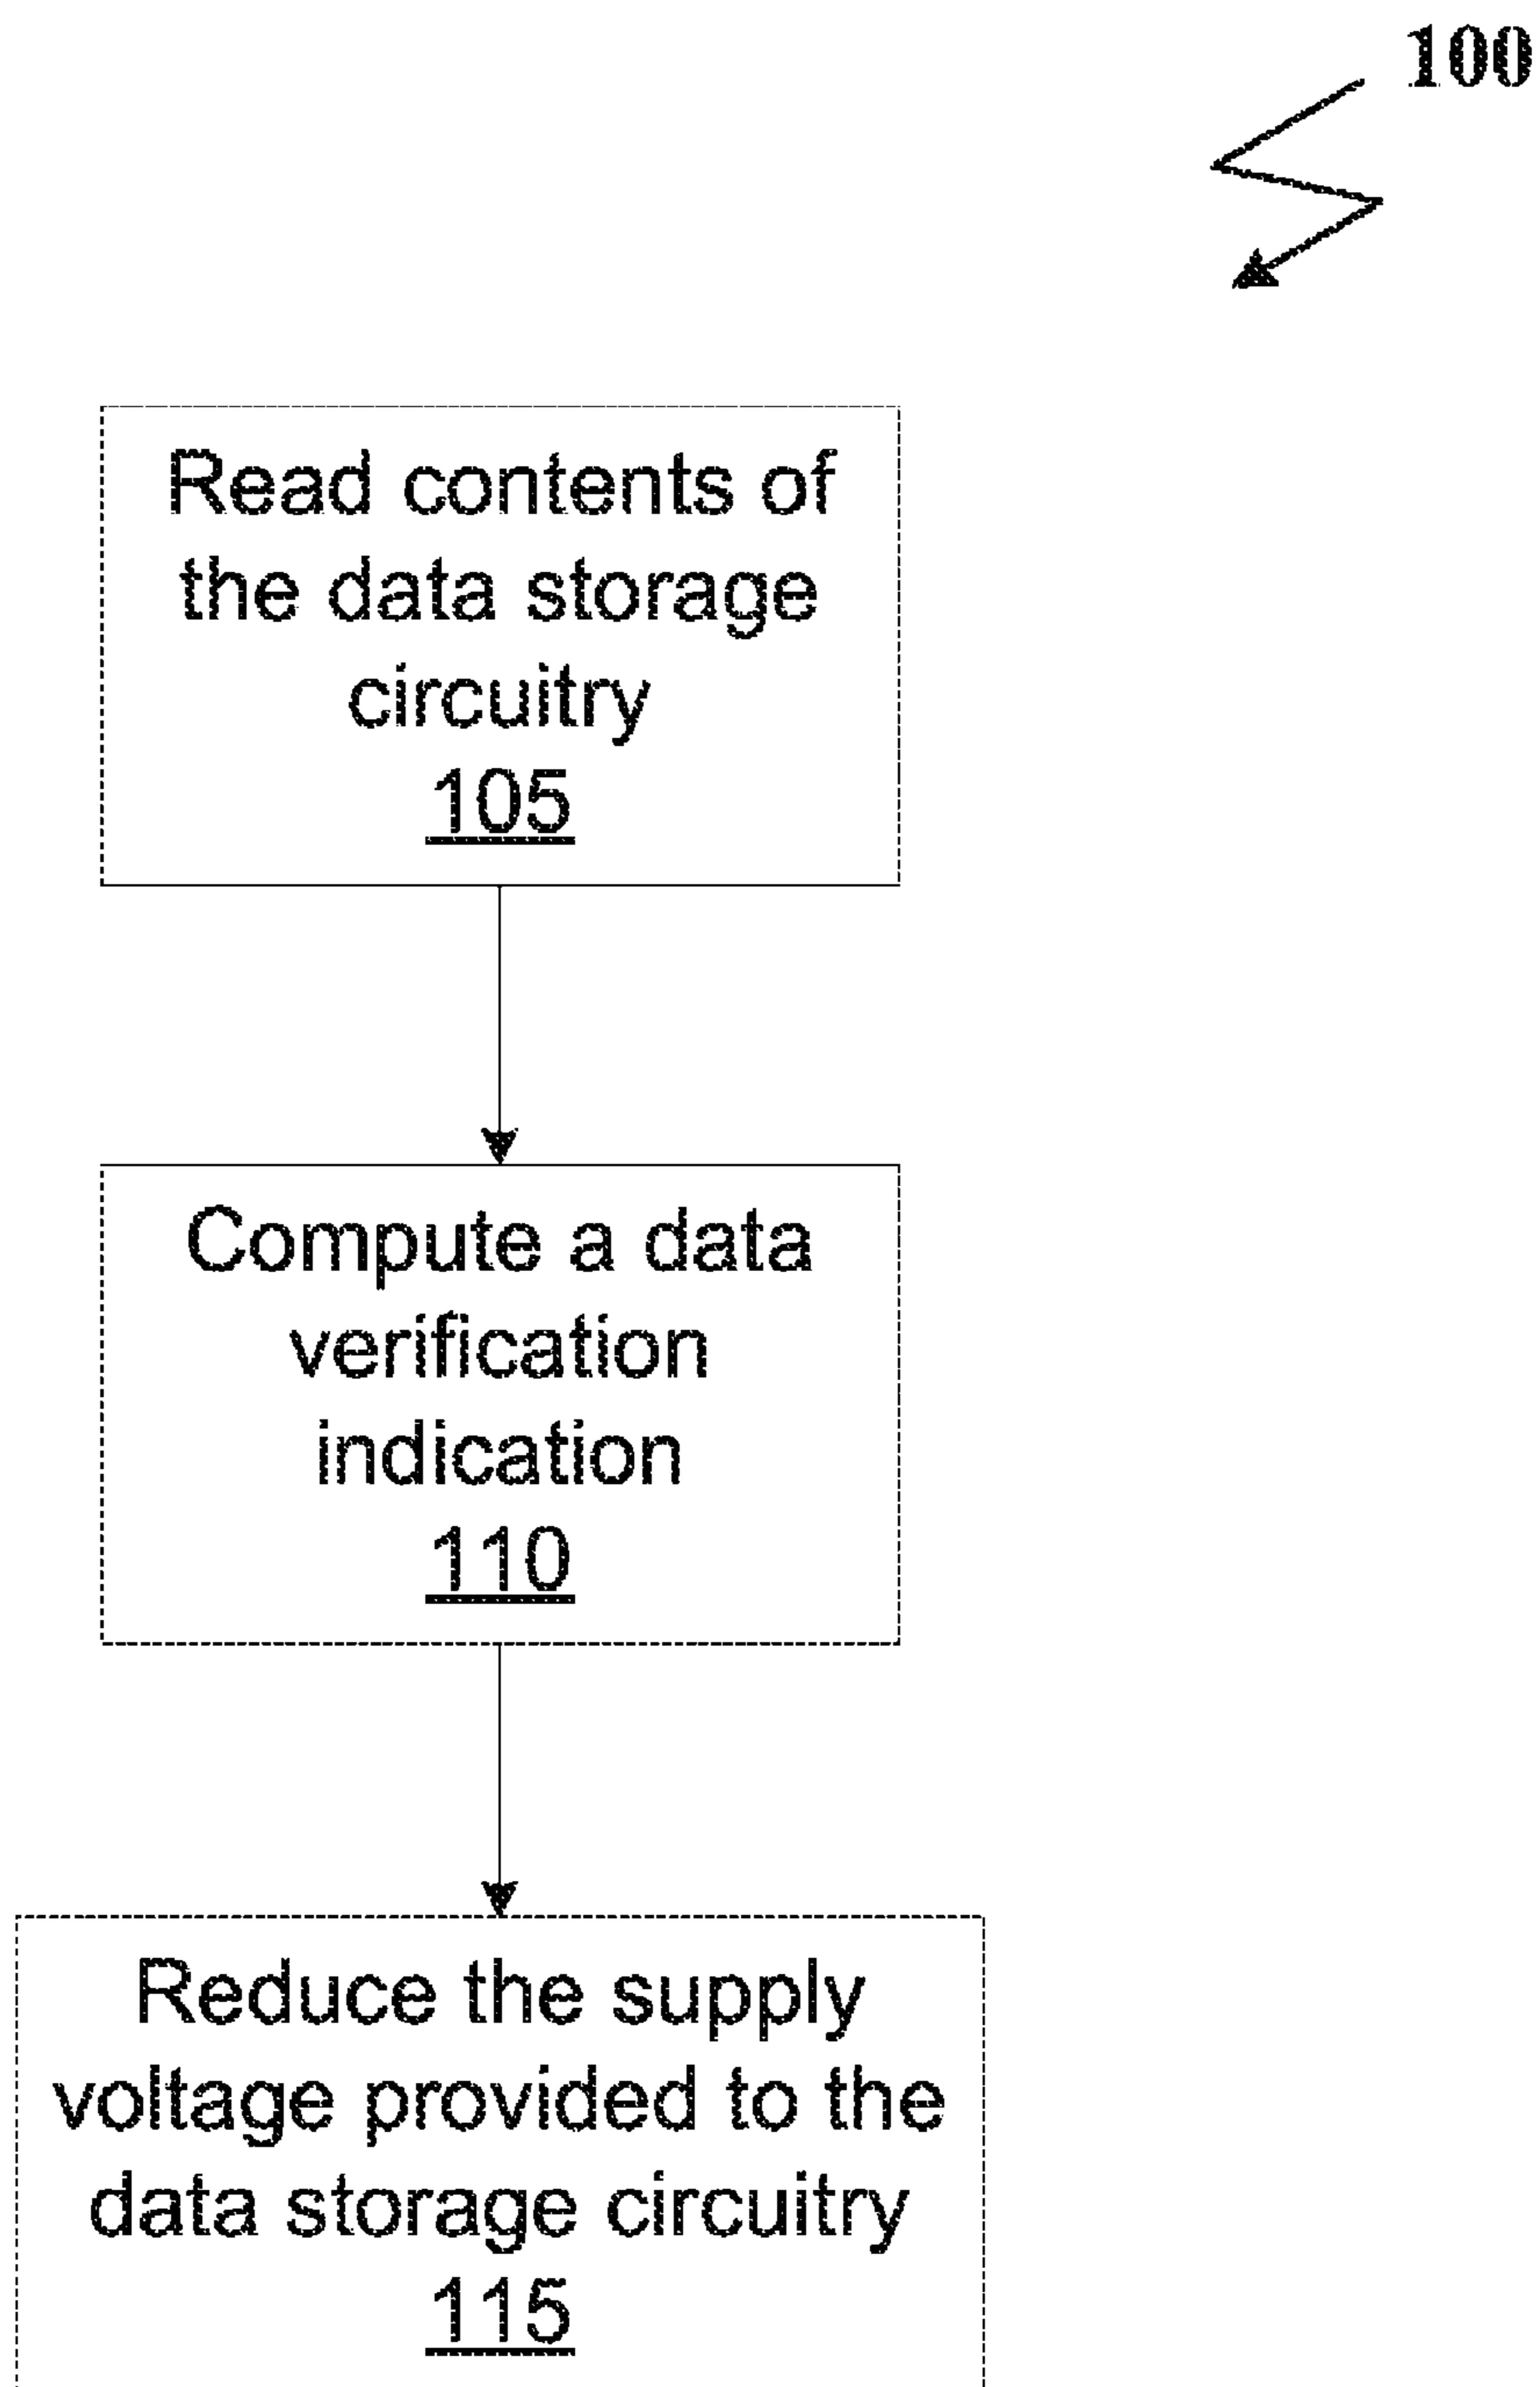 100
Read contents of
the data storage
circuitry
105
Compute a data
verification
indication
110
Reduce the supply
voltage provided to the
data storage circuitry
115